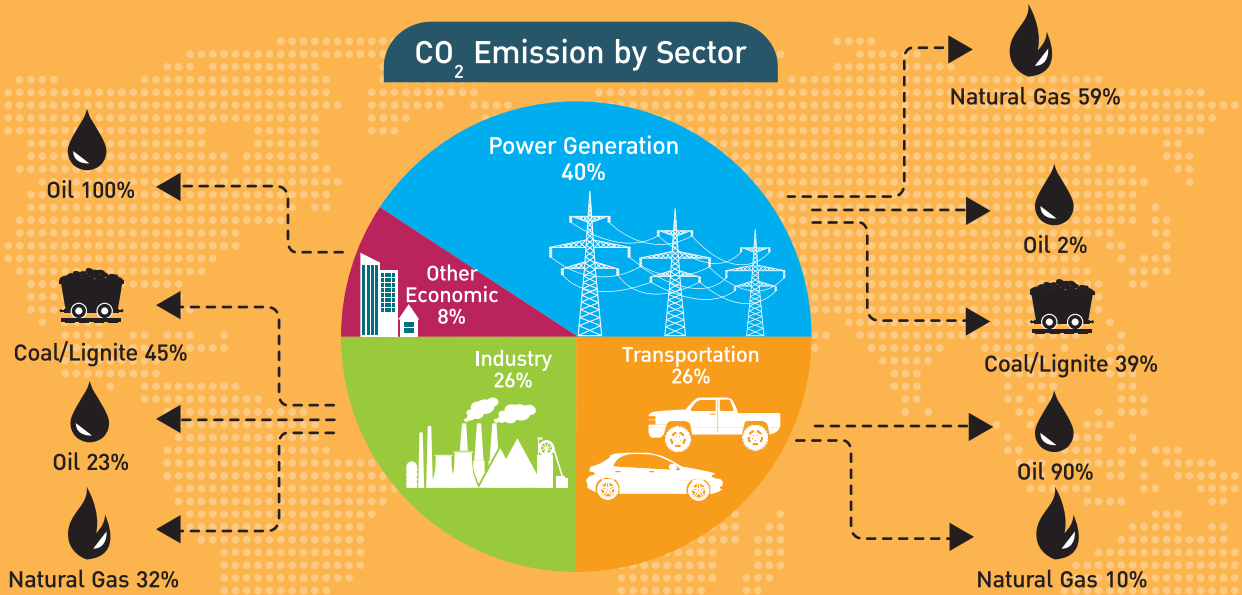 CO₂ Emission by Sector
Power Generation
40%
Other
Economic
8%
Industry
26%
Transportation
26%
Oil 100%
Coal/Lignite 45%
Oil 23%
Natural Gas 32%
Natural Gas 59%
Oil 2%
Coal/Lignite 39%
Oil 90%
Natural Gas 10%